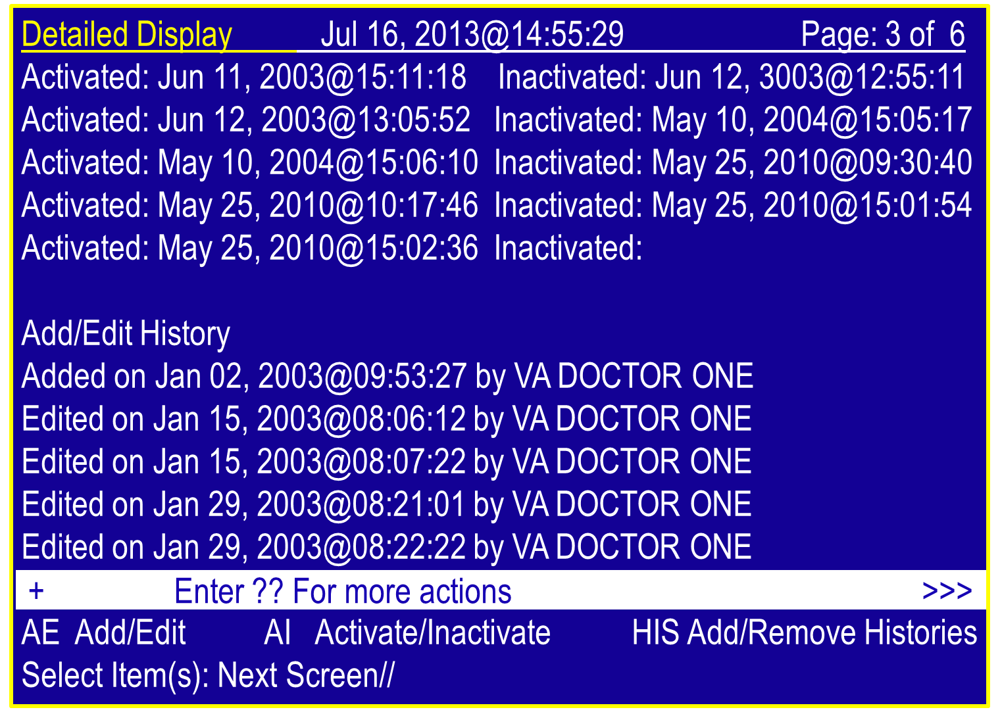 Detailed Display Jul 16, 2013@14:55:29 Page: 3 of 6
Activated: Jun 11, 2003@15:11:18 Inactivated: Jun 12, 3003@12:55:11
Activated: Jun 12, 2003@13:05:52 Inactivated: May 10, 2004@15:05:17
Activated: May 10, 2004@15:06:10 Inactivated: May 25, 2010@09:30:40
Activated: May 25, 2010@10:17:46 Inactivated: May 25, 2010@15:01:54
Activated: May 25, 2010@15:02:36 Inactivated:
Add/Edit History
Added on Jan 02, 2003@09:53:27 by VA DOCTOR ONE
Edited on Jan 15, 2003@08:06:12 by VA DOCTOR ONE
Edited on Jan 15, 2003@08:07:22 by VA DOCTOR ONE
Edited on Jan 29, 2003@08:21:01 by VA DOCTOR ONE
Edited on Jan 29, 2003@08:22:22 by VA DOCTOR ONE
+ Enter ?? For more actions >>>
AE Add/Edit AI Activate/Inactivate HIS Add/Remove Histories
Select Item(s): Next Screen//